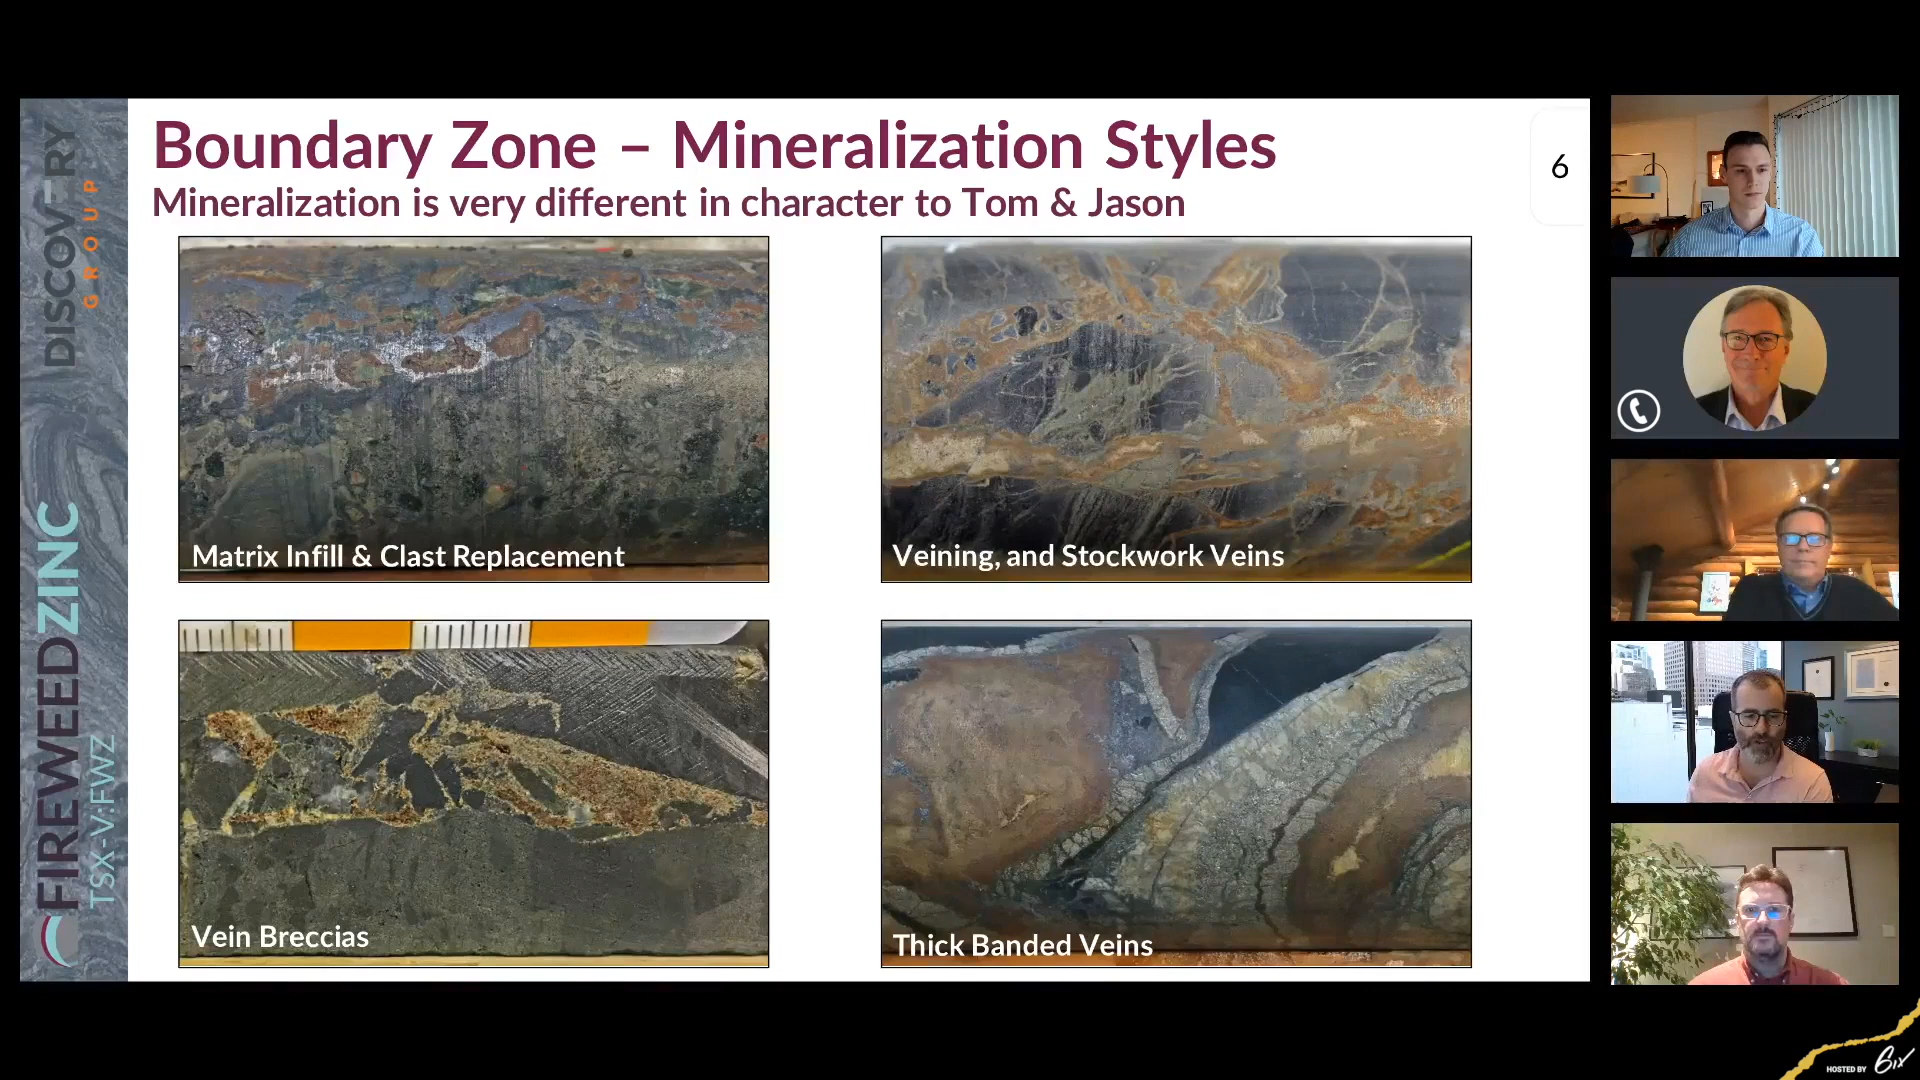 Boundary Zone – Mineralization Styles
Mineralization is very different in character to Tom & Jason
6
Matrix Infill & Clast Replacement
Veining, and Stockwork Veins
Vein Breccias
Thick Banded Veins
DISCOVERY
GROUP
FIREWEEDZINC
TSX-V:FWZ
HOSTED BY 6ix